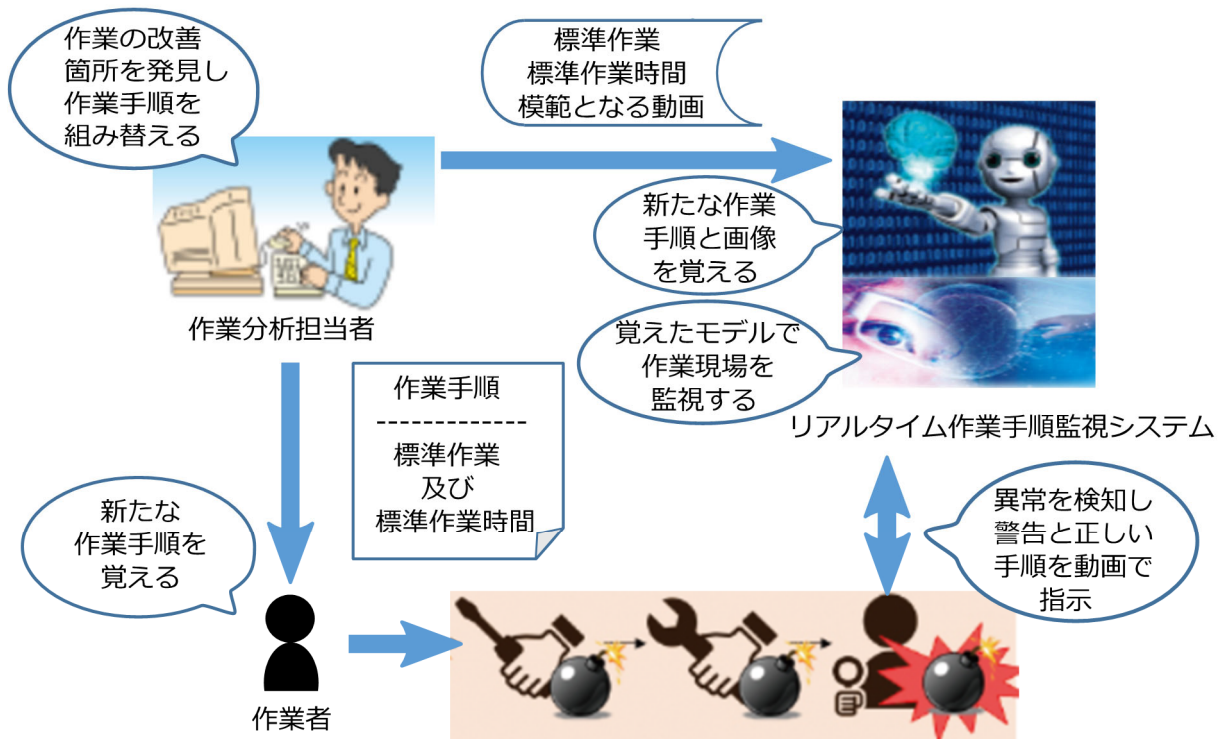 作業の改善
箇所を発見し
作業手順を
組み替える
標準作業
標準作業時間
模範となる動画
新たな作業
手順と画像
を覚える
作業分析担当者
覚えたモデルで
作業現場を
監視する
作業手順
-------------
標準作業
及び
標準作業時間
リアルタイム作業手順監視システム
新たな
作業手順を
覚える
異常を検知し
警告と正しい
手順を動画で
指示
作業者